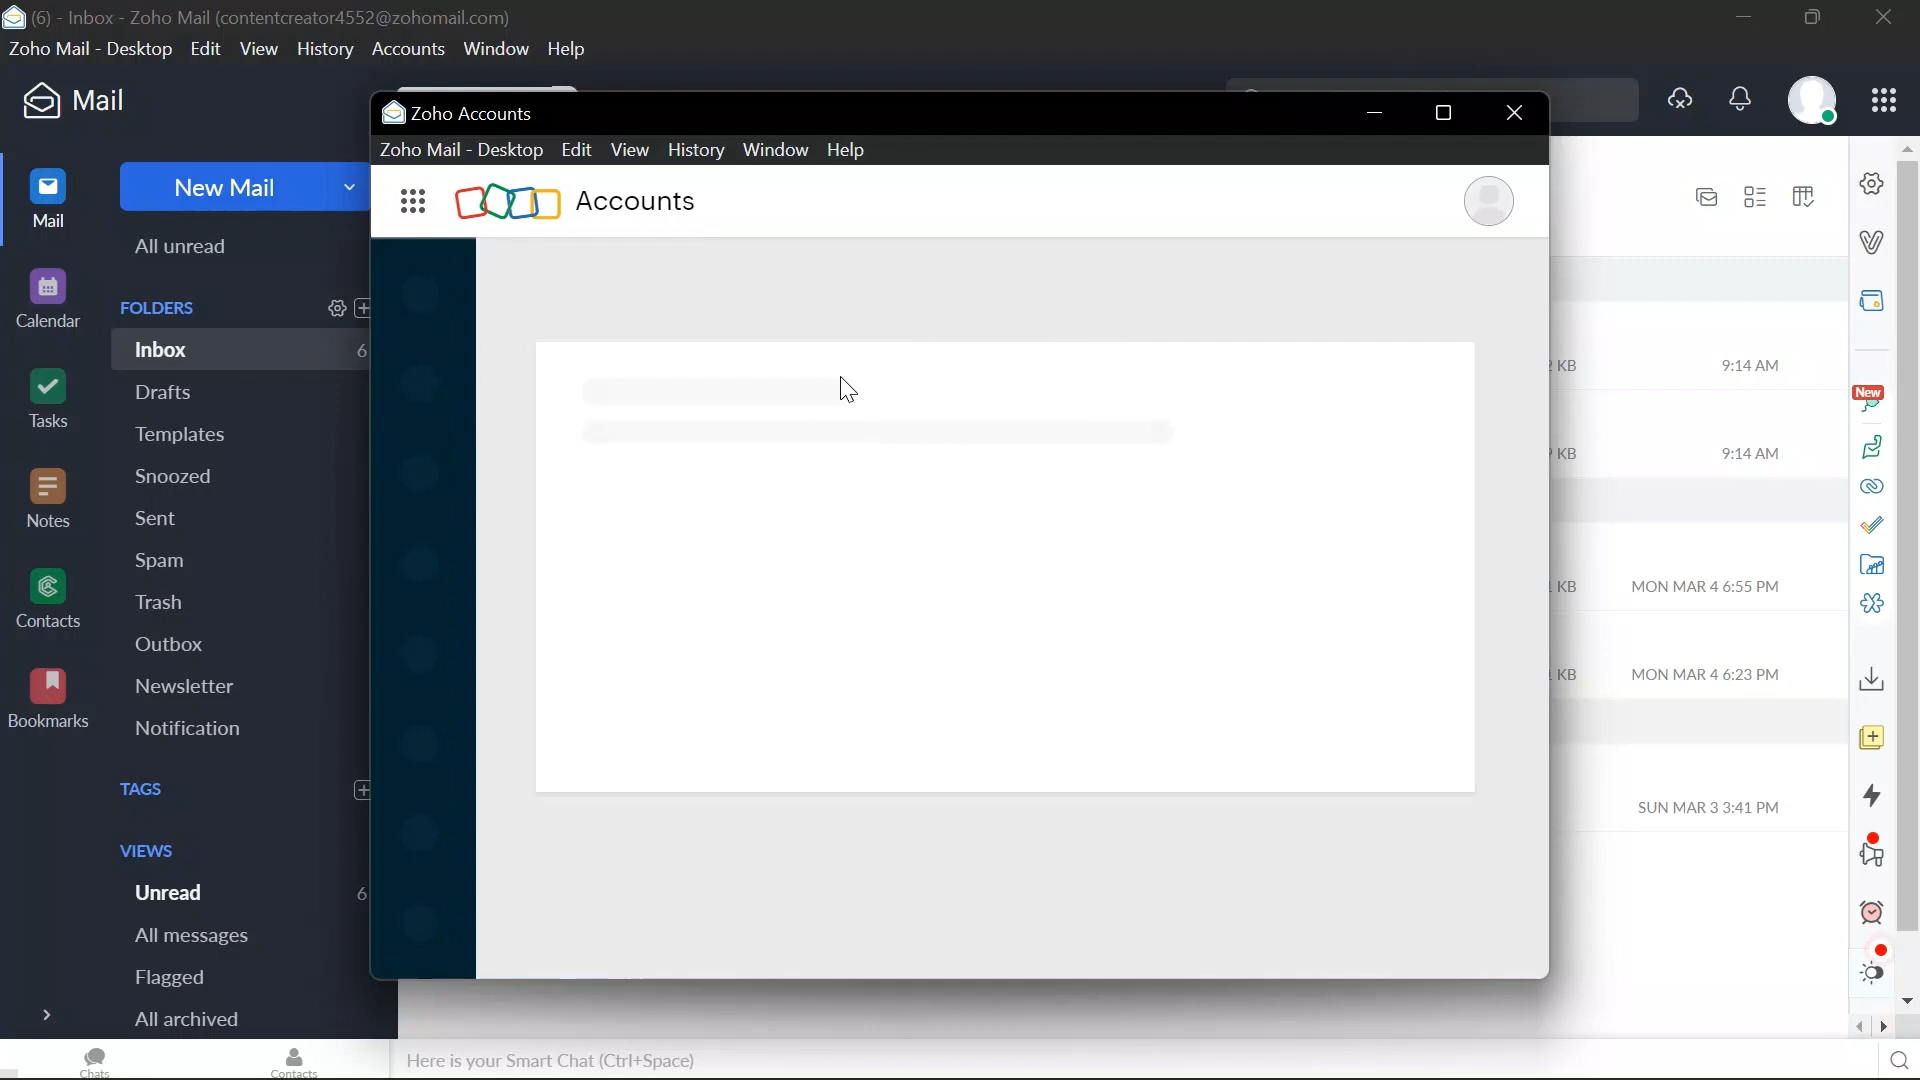 (6) - Inbox - Zoho Mail (contentcreator4552@zohomail.com)
Zoho Mail - Desktop Edit View History Accounts Window Help
Mail
Zoho Accounts
Zoho Mail - Desktop Edit View History Window Help
Accounts
New Mail
Mail
All unread
FOLDERS
Calendar
Inbox 6
KB 9:14 AM
Drafts
New
Tasks
Templates
KB 9:14 AM
Snoozed
Notes
Sent
Spam
KB MON MAR 4 6:55 PM
Trash
Contacts
Outbox
KB MON MAR 4 6:23 PM
Newsletter
Bookmarks
Notification
TAGS
SUN MAR 3 3:41 PM
VIEWS
Unread 6
All messages
Flagged
All archived
Chats
Contacts
Here is your Smart Chat (Ctrl+Space)